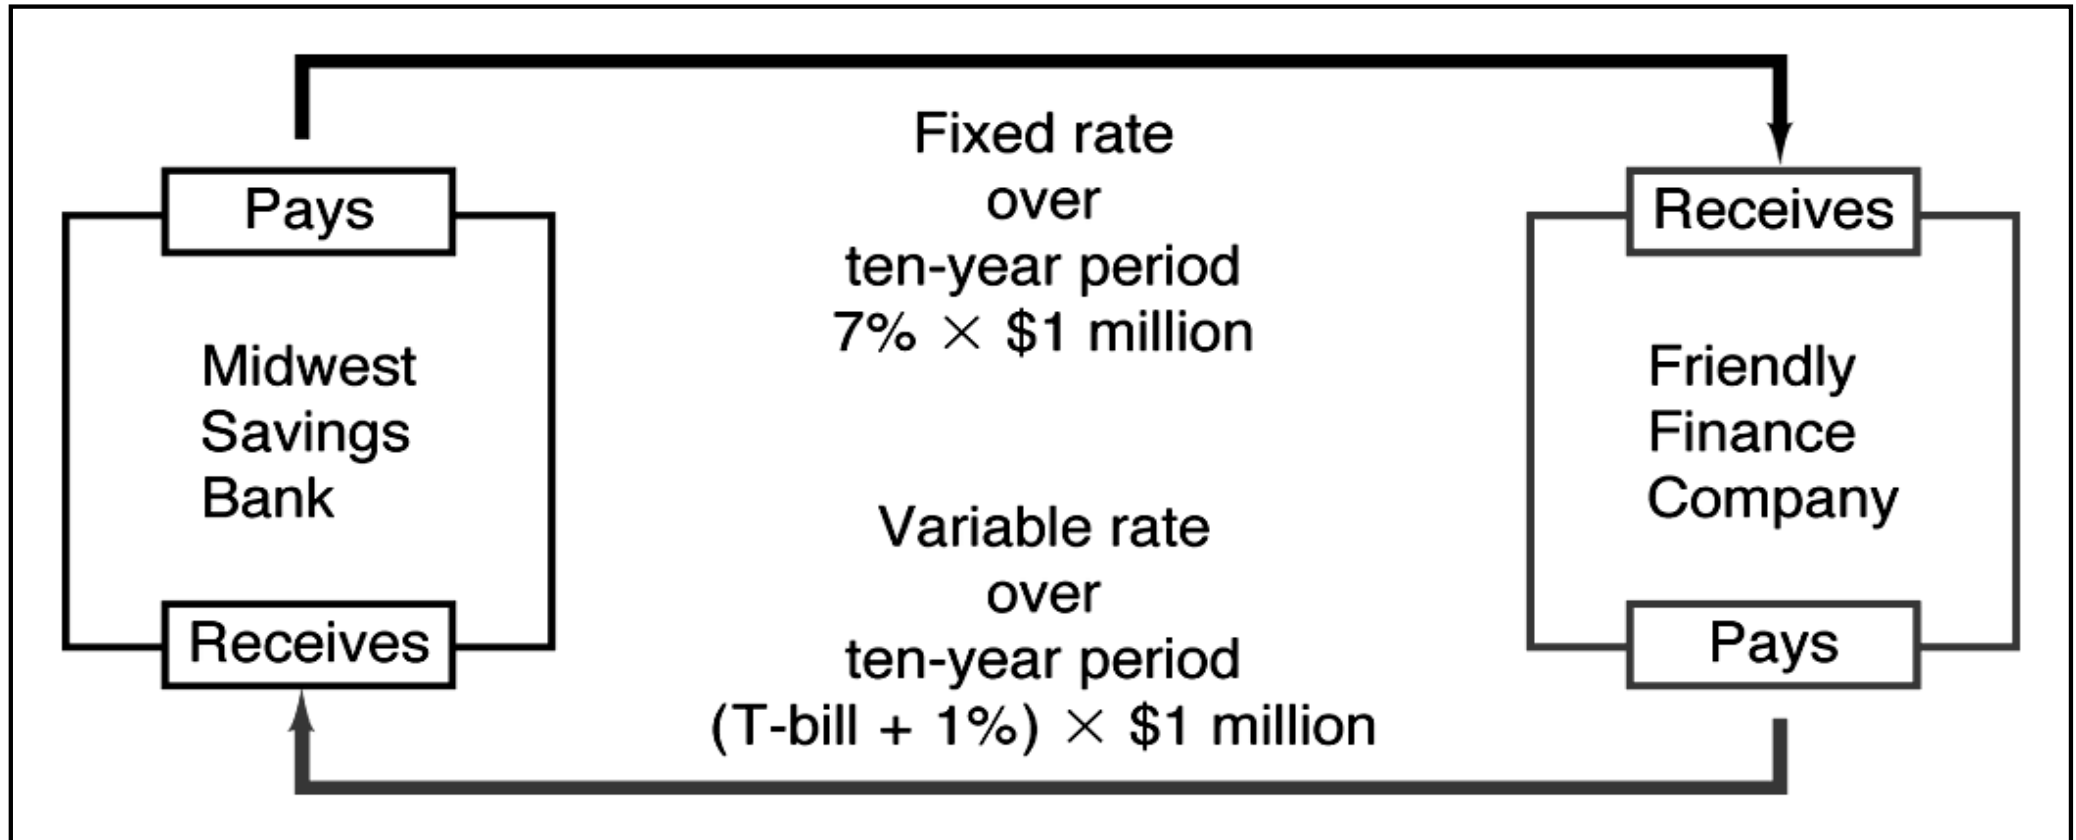 Pays
Fixed rate
over
ten-year period
7% × $1 million
Receives
Midwest
Savings
Bank
Friendly
Finance
Company
Receives
Variable rate
over
ten-year period
(T-bill + 1%) × $1 million
Pays